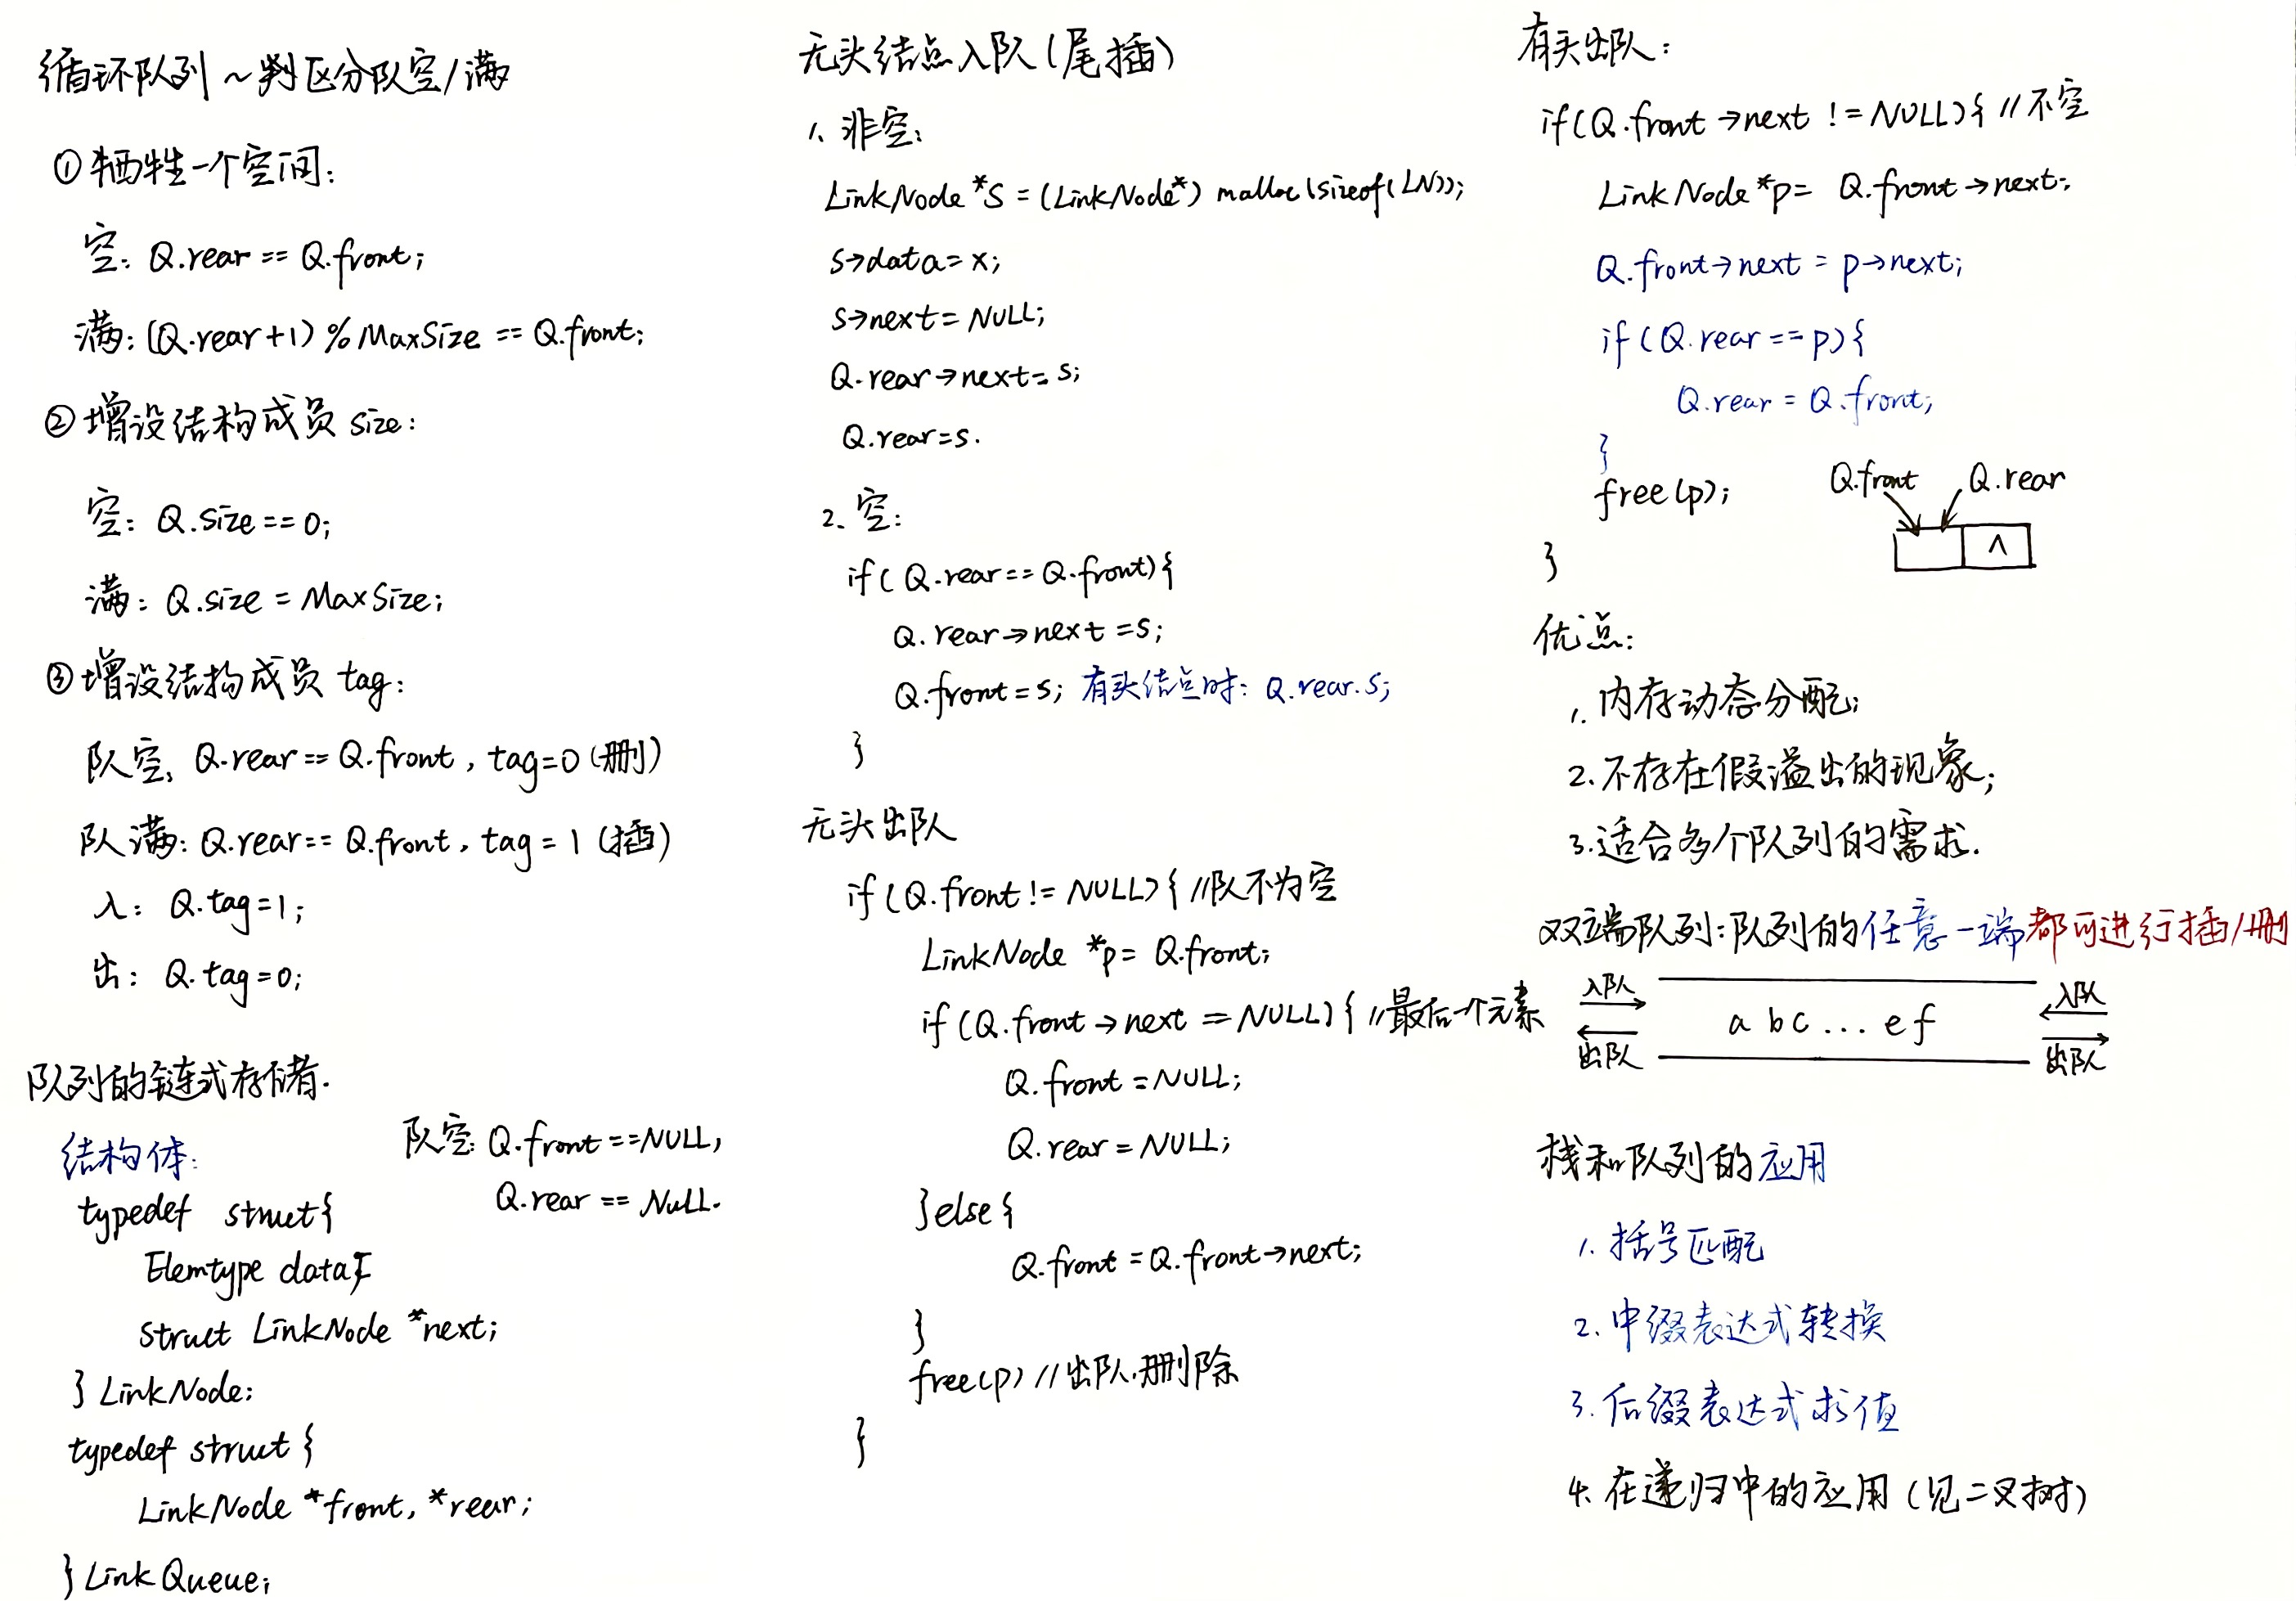 循环队列 ~ 判区分队空/满
① 牺牲一个空间:
空: Q.rear == Q.front;
满: (Q.rear+1) % MaxSize == Q.front;
② 增设结构成员 size:
空: Q.size == 0;
满: Q.size = MaxSize;
③ 增设结构成员 tag:
队空: Q.rear == Q.front, tag=0 (删)
队满: Q.rear == Q.front, tag = 1 (插)
入: Q.tag=1;
出: Q.tag=0;
队列的链式存储.
结构体:
队空: Q.front ==NULL,
Q.rear == Null.
typedef struct{
Elemtype data;
struct LinkNode *next;
} LinkNode;
typedef struct {
LinkNode *front, *rear;
} LinkQueue;
无头结点入队 (尾插)
1. 非空:
LinkNode *S = (LinkNode*) malloc(sizeof(LN));
S→data=x;
S→next=NULL;
Q.rear→next=s;
Q.rear=s.
2. 空:
if( Q.rear== Q.front){
Q.rear→next =s;
Q.front=s; 有头结点时: Q.rear.s;
}
无头出队
if(Q.front != NULL){ //队不为空
LinkNode *p= Q.front;
if(Q.front→next == NULL){ //最后一个元素
Q.front =NULL;
Q.rear = NULL;
}else{
Q.front = Q.front→next;
}
free(p) //出队,删除
}
有头出队:
if(Q.front→next != NULL){ //不空
LinkNode *p= Q.front→next;
Q.front→next = p→next;
if(Q.rear == p){
Q.rear = Q.front;
}
free(p);
Q.front Q.rear
∧
}
优点:
1. 内存动态分配;
2. 不存在假溢出的现象;
3. 适合多个队列的需求.
双端队列: 队列的任意一端都可进行插/删
入队 入队
a b c ... e f
出队 出队
栈和队列的应用
1. 括号匹配
2. 中缀表达式转换
3. 后缀表达式求值
4. 在递归中的应用 (见二叉树)